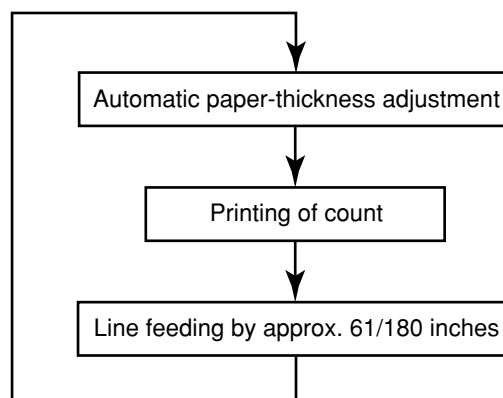 Automatic paper-thickness adjustment
Printing of count
Line feeding by approx. 61/180 inches